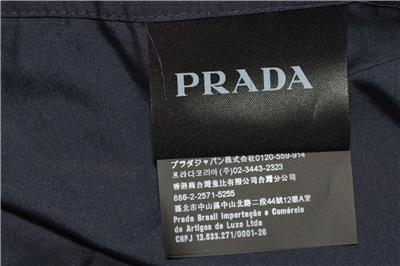 PRADA
プラダジャパン株式会社0120-559-914
프라다코리아(주)02-3443-2323
香港商台灣惠比有限公司台灣分公司
886-2-2571-5255
臺北市中山區中山北路二段44號12樓A室
Prada Brasil Importação e Comércio
de Artigos de Luxo Ltda
CNPJ 13.633.271/0001-26